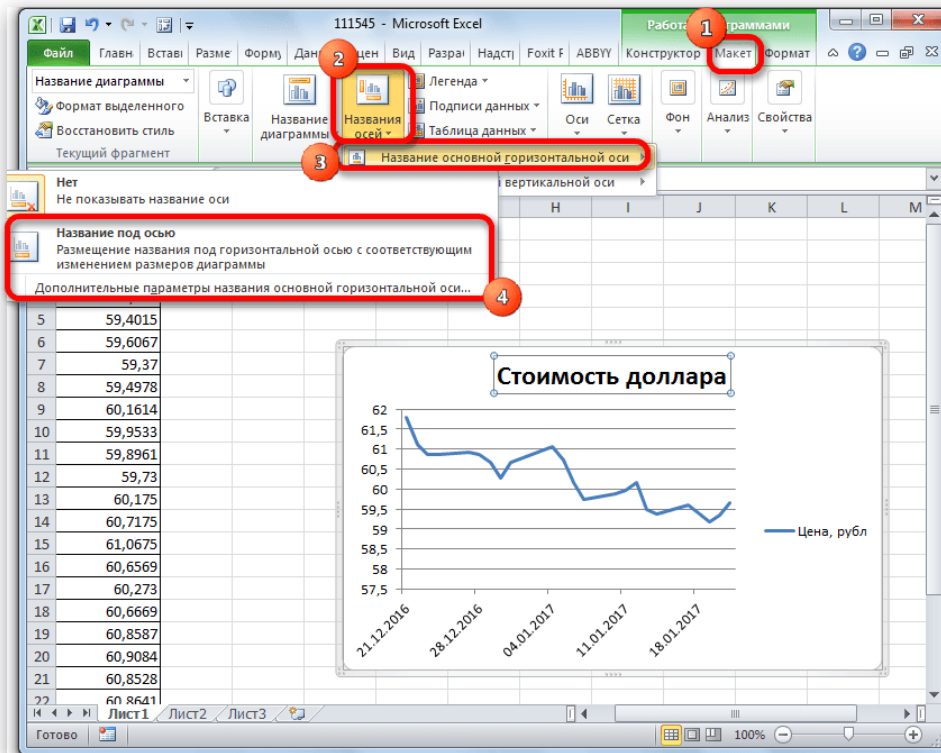 111545 - Microsoft Excel
Файл Главн Встав Разме Форму Дан Вид Разраб Надст Foxit F ABBYY Конструктор Макет Формат
1
2
Название диаграммы
Формат выделенного
Восстановить стиль
Текущий фрагмент
Вставка
Название диаграммы
Названия осей
Легенда
Подписи данных
Таблица данных
Оси
Сетка
Фон
Анализ
Свойства
3
Название основной горизонтальной оси
вертикальной оси
Нет
Не показывать название оси
Название под осью
Размещение названия под горизонтальной осью с соответствующим
изменением размеров диаграммы
Дополнительные параметры названия основной горизонтальной оси...
4
H I J K L M
5 59,4015
6 59,6067
7 59,37
8 59,4978
9 60,1614
10 59,9533
11 59,8961
12 59,73
13 60,175
14 60,7175
15 61,0675
16 60,6569
17 60,273
18 60,6669
19 60,8587
20 60,9084
21 60,8528
22 60,8641
Стоимость доллара
62
61,5
61
60,5
60
59,5
59
58,5
58
57,5
21.12.2016 28.12.2016 04.01.2017 11.01.2017 18.01.2017
Цена, рубл
Лист1 Лист2 Лист3
Готово 100%